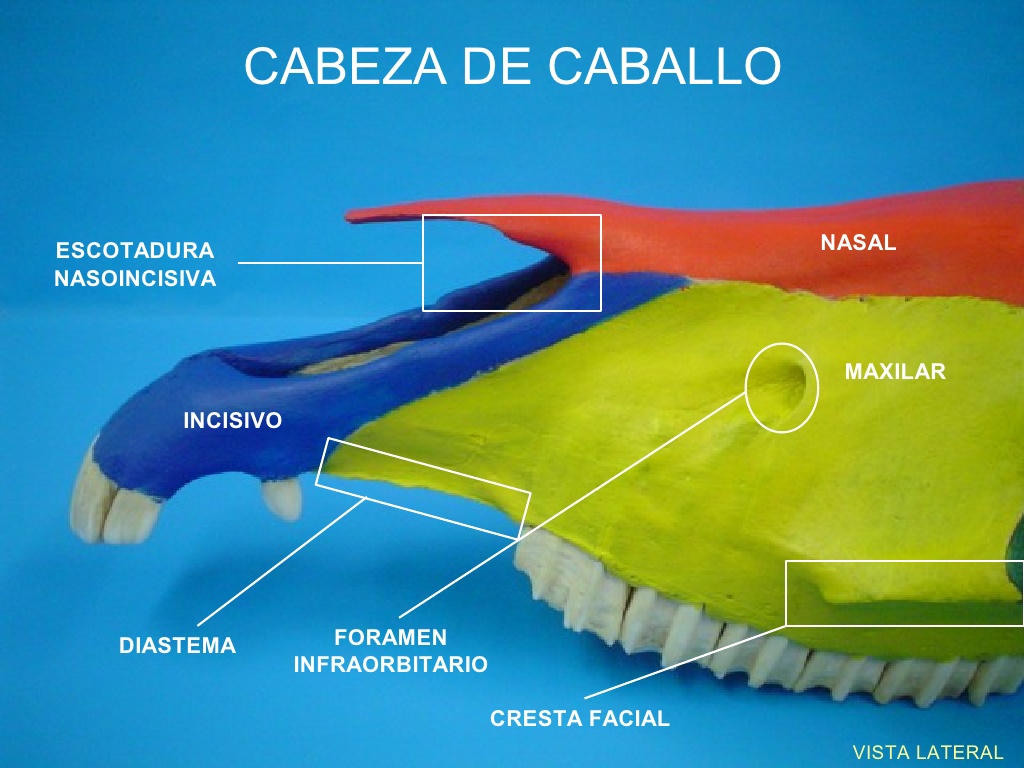 CABEZA DE CABALLO
ESCOTADURA
NASOINCISIVA
NASAL
MAXILAR
INCISIVO
DIASTEMA
FORAMEN
INFRAORBITARIO
CRESTA FACIAL
VISTA LATERAL